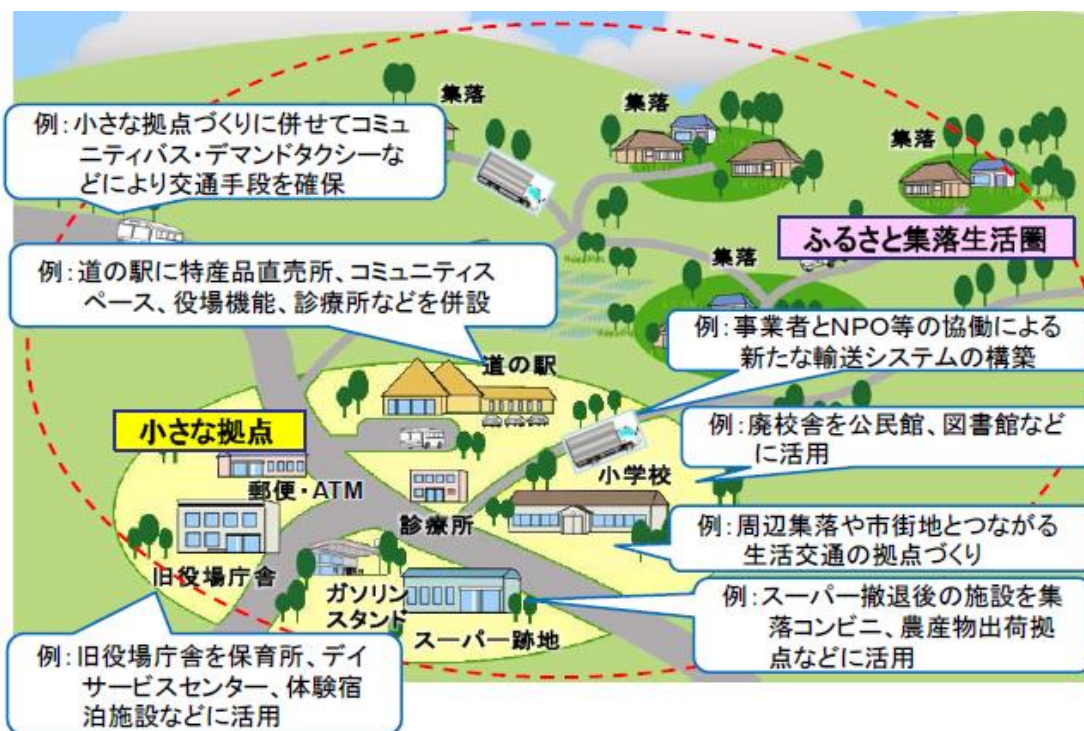 集落
集落
集落
例：小さな拠点づくりに併せてコミュ
ニティバス・デマンドタクシーな
どにより交通手段を確保
ふるさと集落生活圏
集落
例：道の駅に特産品直売所、コミュニティス
ペース、役場機能、診療所などを併設
例：事業者とNPO等の協働による
新たな輸送システムの構築
道の駅
小さな拠点
例：廃校舎を公民館、図書館など
に活用
小学校
郵便・ATM
診療所
例：周辺集落や市街地とつながる
生活交通の拠点づくり
旧役場庁舎
ガソリン
スタンド
スーパー跡地
例：スーパー撤退後の施設を集
落コンビニ、農産物出荷拠
点などに活用
例：旧役場庁舎を保育所、デイ
サービスセンター、体験宿
泊施設などに活用